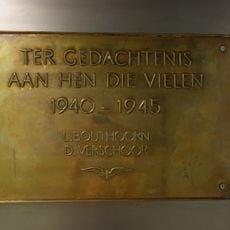 TER GEDACHTENIS
AAN HEN DIE VIELEN
1940 - 1945
L. BOUTHOORN
D. VERSCHOOR